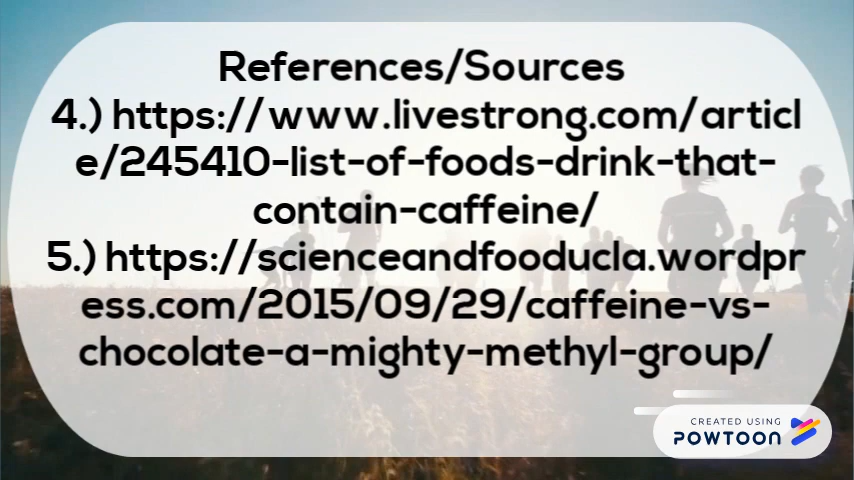 References/Sources
4.) https://www.livestrong.com/articl
e/245410-list-of-foods-drink-that-
contain-caffeine/
5.) https://scienceandfooducla.wordpr
ess.com/2015/09/29/caffeine-vs-
chocolate-a-mighty-methyl-group/
CREATED USING
POWTOON